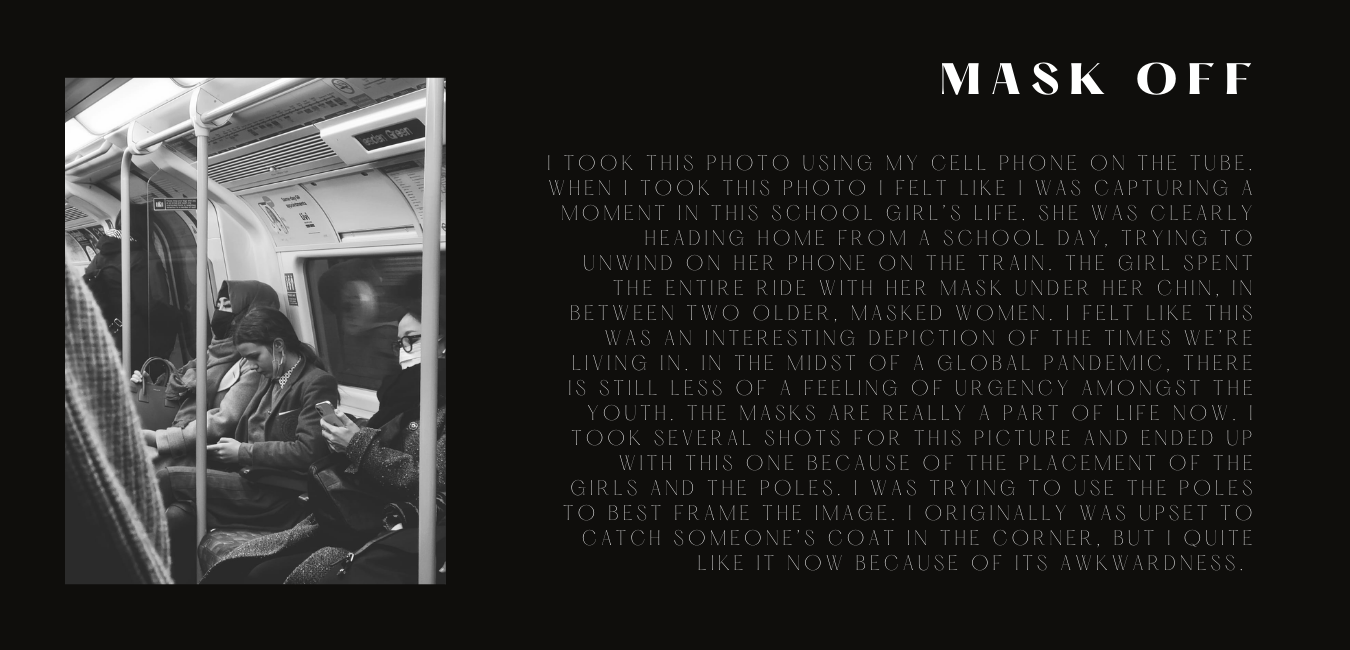 MASK OFF
I TOOK THIS PHOTO USING MY CELL PHONE ON THE TUBE.
WHEN I TOOK THIS PHOTO I FELT LIKE I WAS CAPTURING A
MOMENT IN THIS SCHOOL GIRL'S LIFE. SHE WAS CLEARLY
HEADING HOME FROM A SCHOOL DAY, TRYING TO
UNWIND ON HER PHONE ON THE TRAIN. THE GIRL SPENT
THE ENTIRE RIDE WITH HER MASK UNDER HER CHIN, IN
BETWEEN TWO OLDER, MASKED WOMEN. I FELT LIKE THIS
WAS AN INTERESTING DEPICTION OF THE TIMES WE'RE
LIVING IN. IN THE MIDST OF A GLOBAL PANDEMIC, THERE
IS STILL LESS OF A FEELING OF URGENCY AMONGST THE
YOUTH. THE MASKS ARE REALLY A PART OF LIFE NOW. I
TOOK SEVERAL SHOTS FOR THIS PICTURE AND ENDED UP
WITH THIS ONE BECAUSE OF THE PLACEMENT OF THE
GIRLS AND THE POLES. I WAS TRYING TO USE THE POLES
TO BEST FRAME THE IMAGE. I ORIGINALLY WAS UPSET TO
CATCH SOMEONE'S COAT IN THE CORNER, BUT I QUITE
LIKE IT NOW BECAUSE OF ITS AWKWARDNESS.
Green